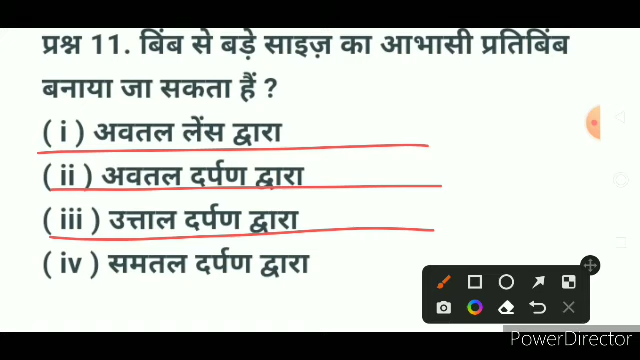 प्रश्न 11. बिंब से बड़े साइज़ का आभासी प्रतिबिंब
बनाया जा सकता हैं ?
( i ) अवतल लेंस द्वारा
( ii ) अवतल दर्पण द्वारा
( iii ) उत्ताल दर्पण द्वारा
( iv ) समतल दर्पण द्वारा
PowerDirector